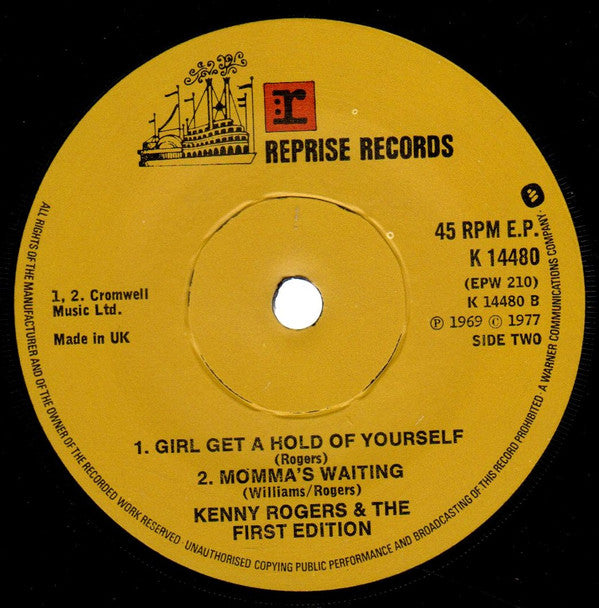 r
REPRISE RECORDS
45 RPM E.P.
K 14480
(EPW 210)
K 14480 B
℗ 1969 © 1977
SIDE TWO
1, 2. Cromwell
Music Ltd.
Made in UK
1. GIRL GET A HOLD OF YOURSELF
(Rogers)
2. MOMMA'S WAITING
(Williams/Rogers)
KENNY ROGERS & THE
FIRST EDITION
ALL RIGHTS OF THE MANUFACTURER AND OF THE OWNER OF THE RECORDED WORK RESERVED · UNAUTHORISED COPYING PUBLIC PERFORMANCE AND BROADCASTING OF THIS RECORD PROHIBITED · A WARNER COMMUNICATIONS COMPANY ·